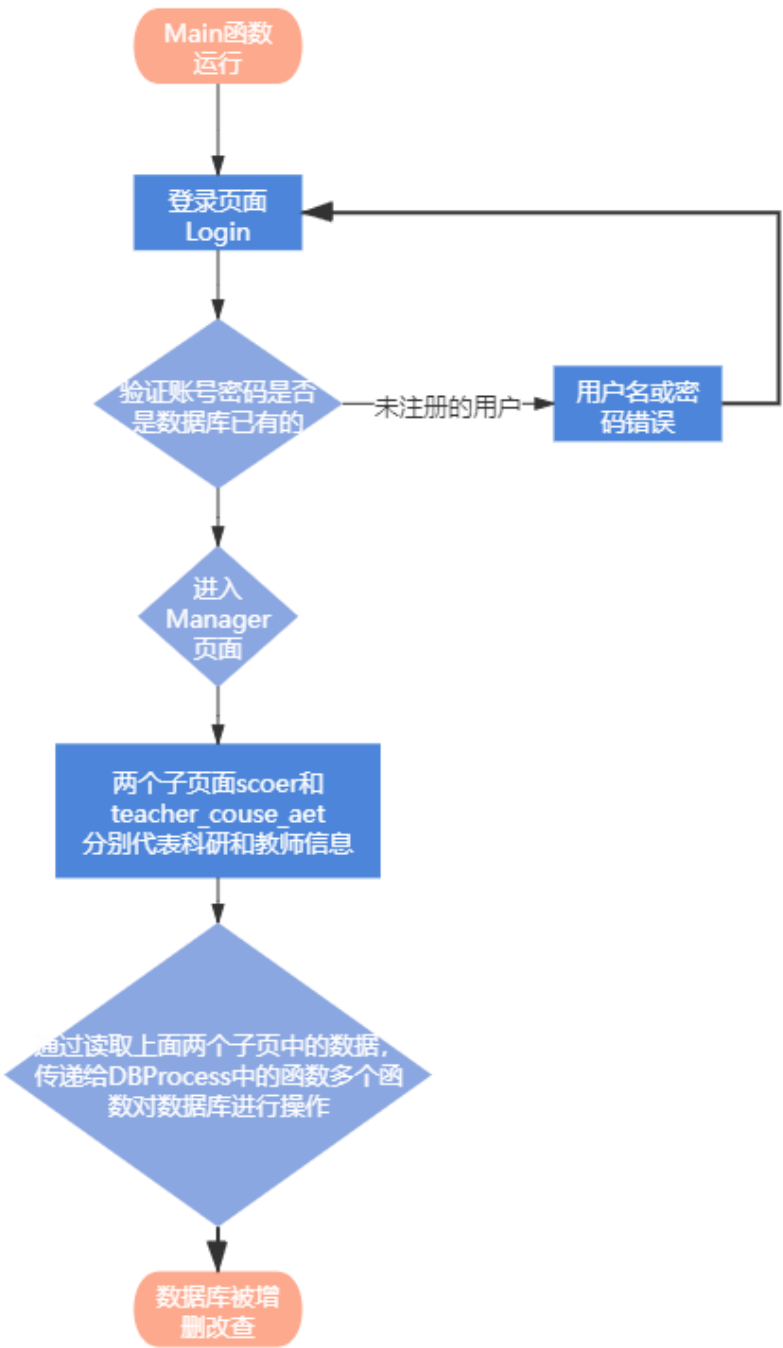 Main函数
运行
登录页面
Login
验证账号密码是否
是数据库已有的
未注册的用户
用户名或密
码错误
进入
Manager
页面
两个子页面scoer和
teacher_couse_aet
分别代表科研和教师信息
通过读取上面两个子页中的数据，
传递给DBProcess中的函数多个函
数对数据库进行操作
数据库被增
删改查